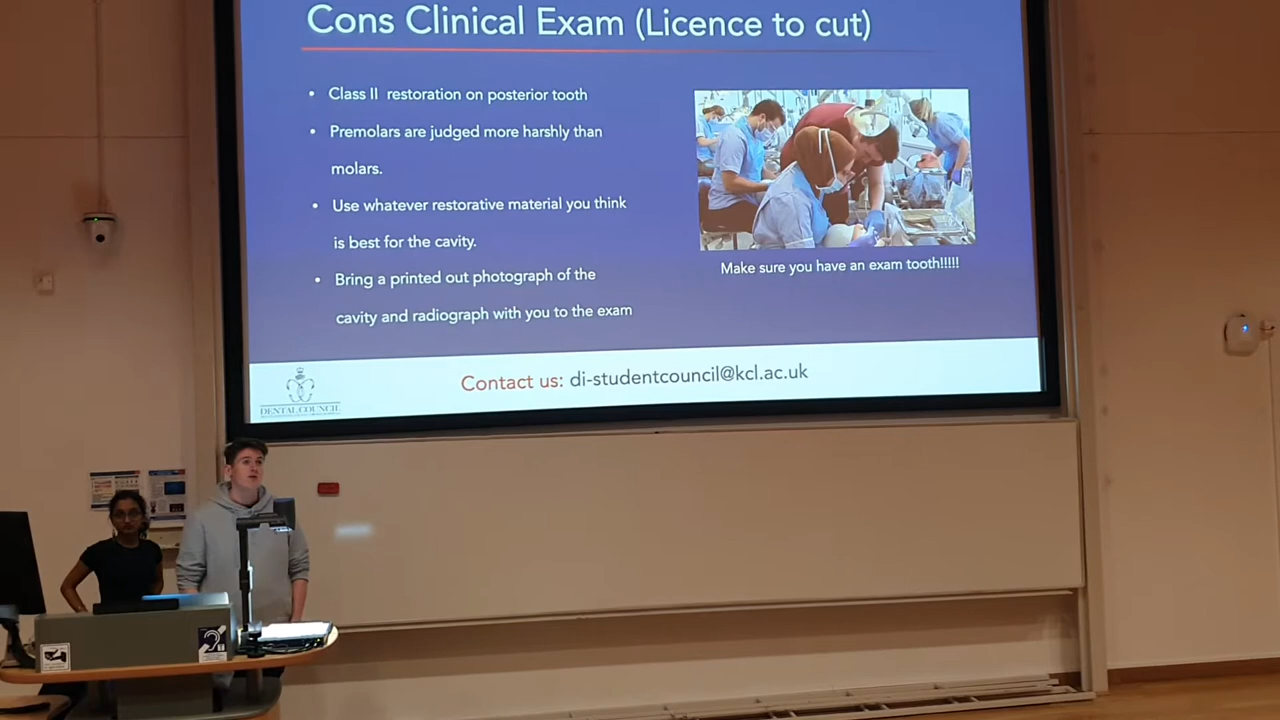 Cons Clinical Exam (Licence to cut)
• Class II restoration on posterior tooth
• Premolars are judged more harshly than
molars.
• Use whatever restorative material you think
is best for the cavity.
• Bring a printed out photograph of the
cavity and radiograph with you to the exam
Make sure you have an exam tooth!!!!!
Contact us: di-studentcouncil@kcl.ac.uk
DENTAL COUNCIL